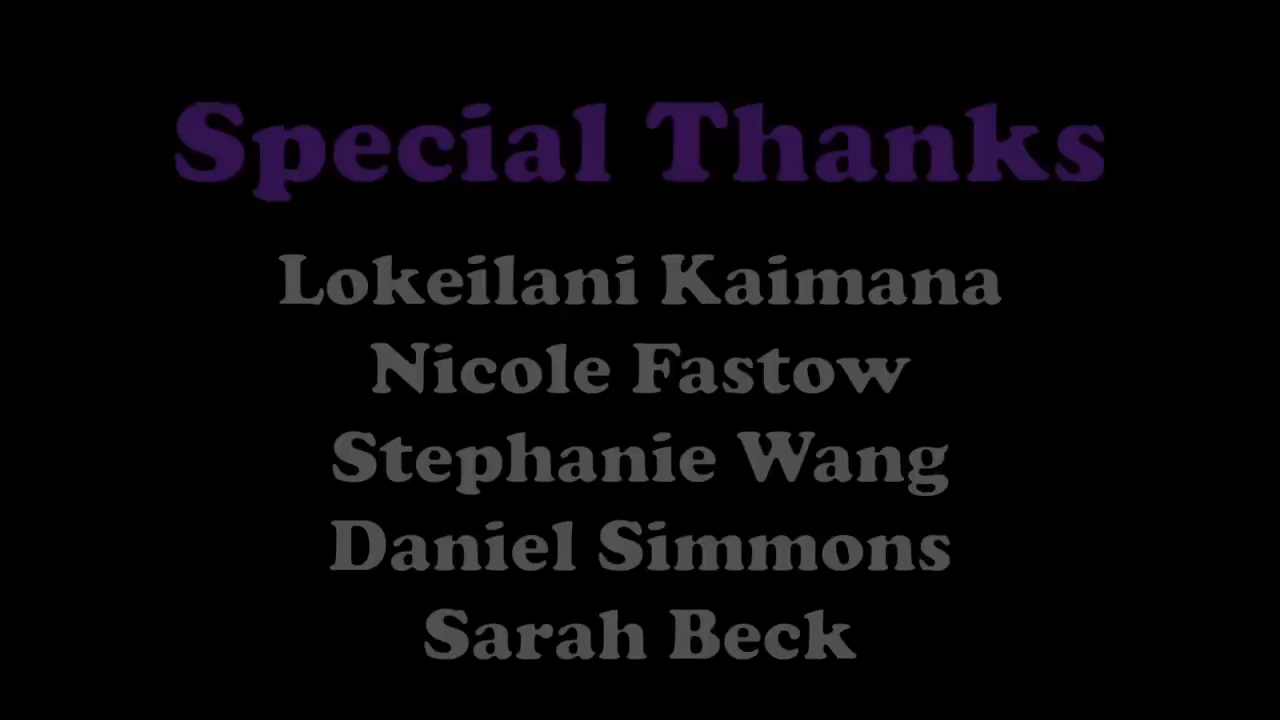 Special Thanks
Lokeilani Kaimana
Nicole Fastow
Stephanie Wang
Daniel Simmons
Sarah Beck